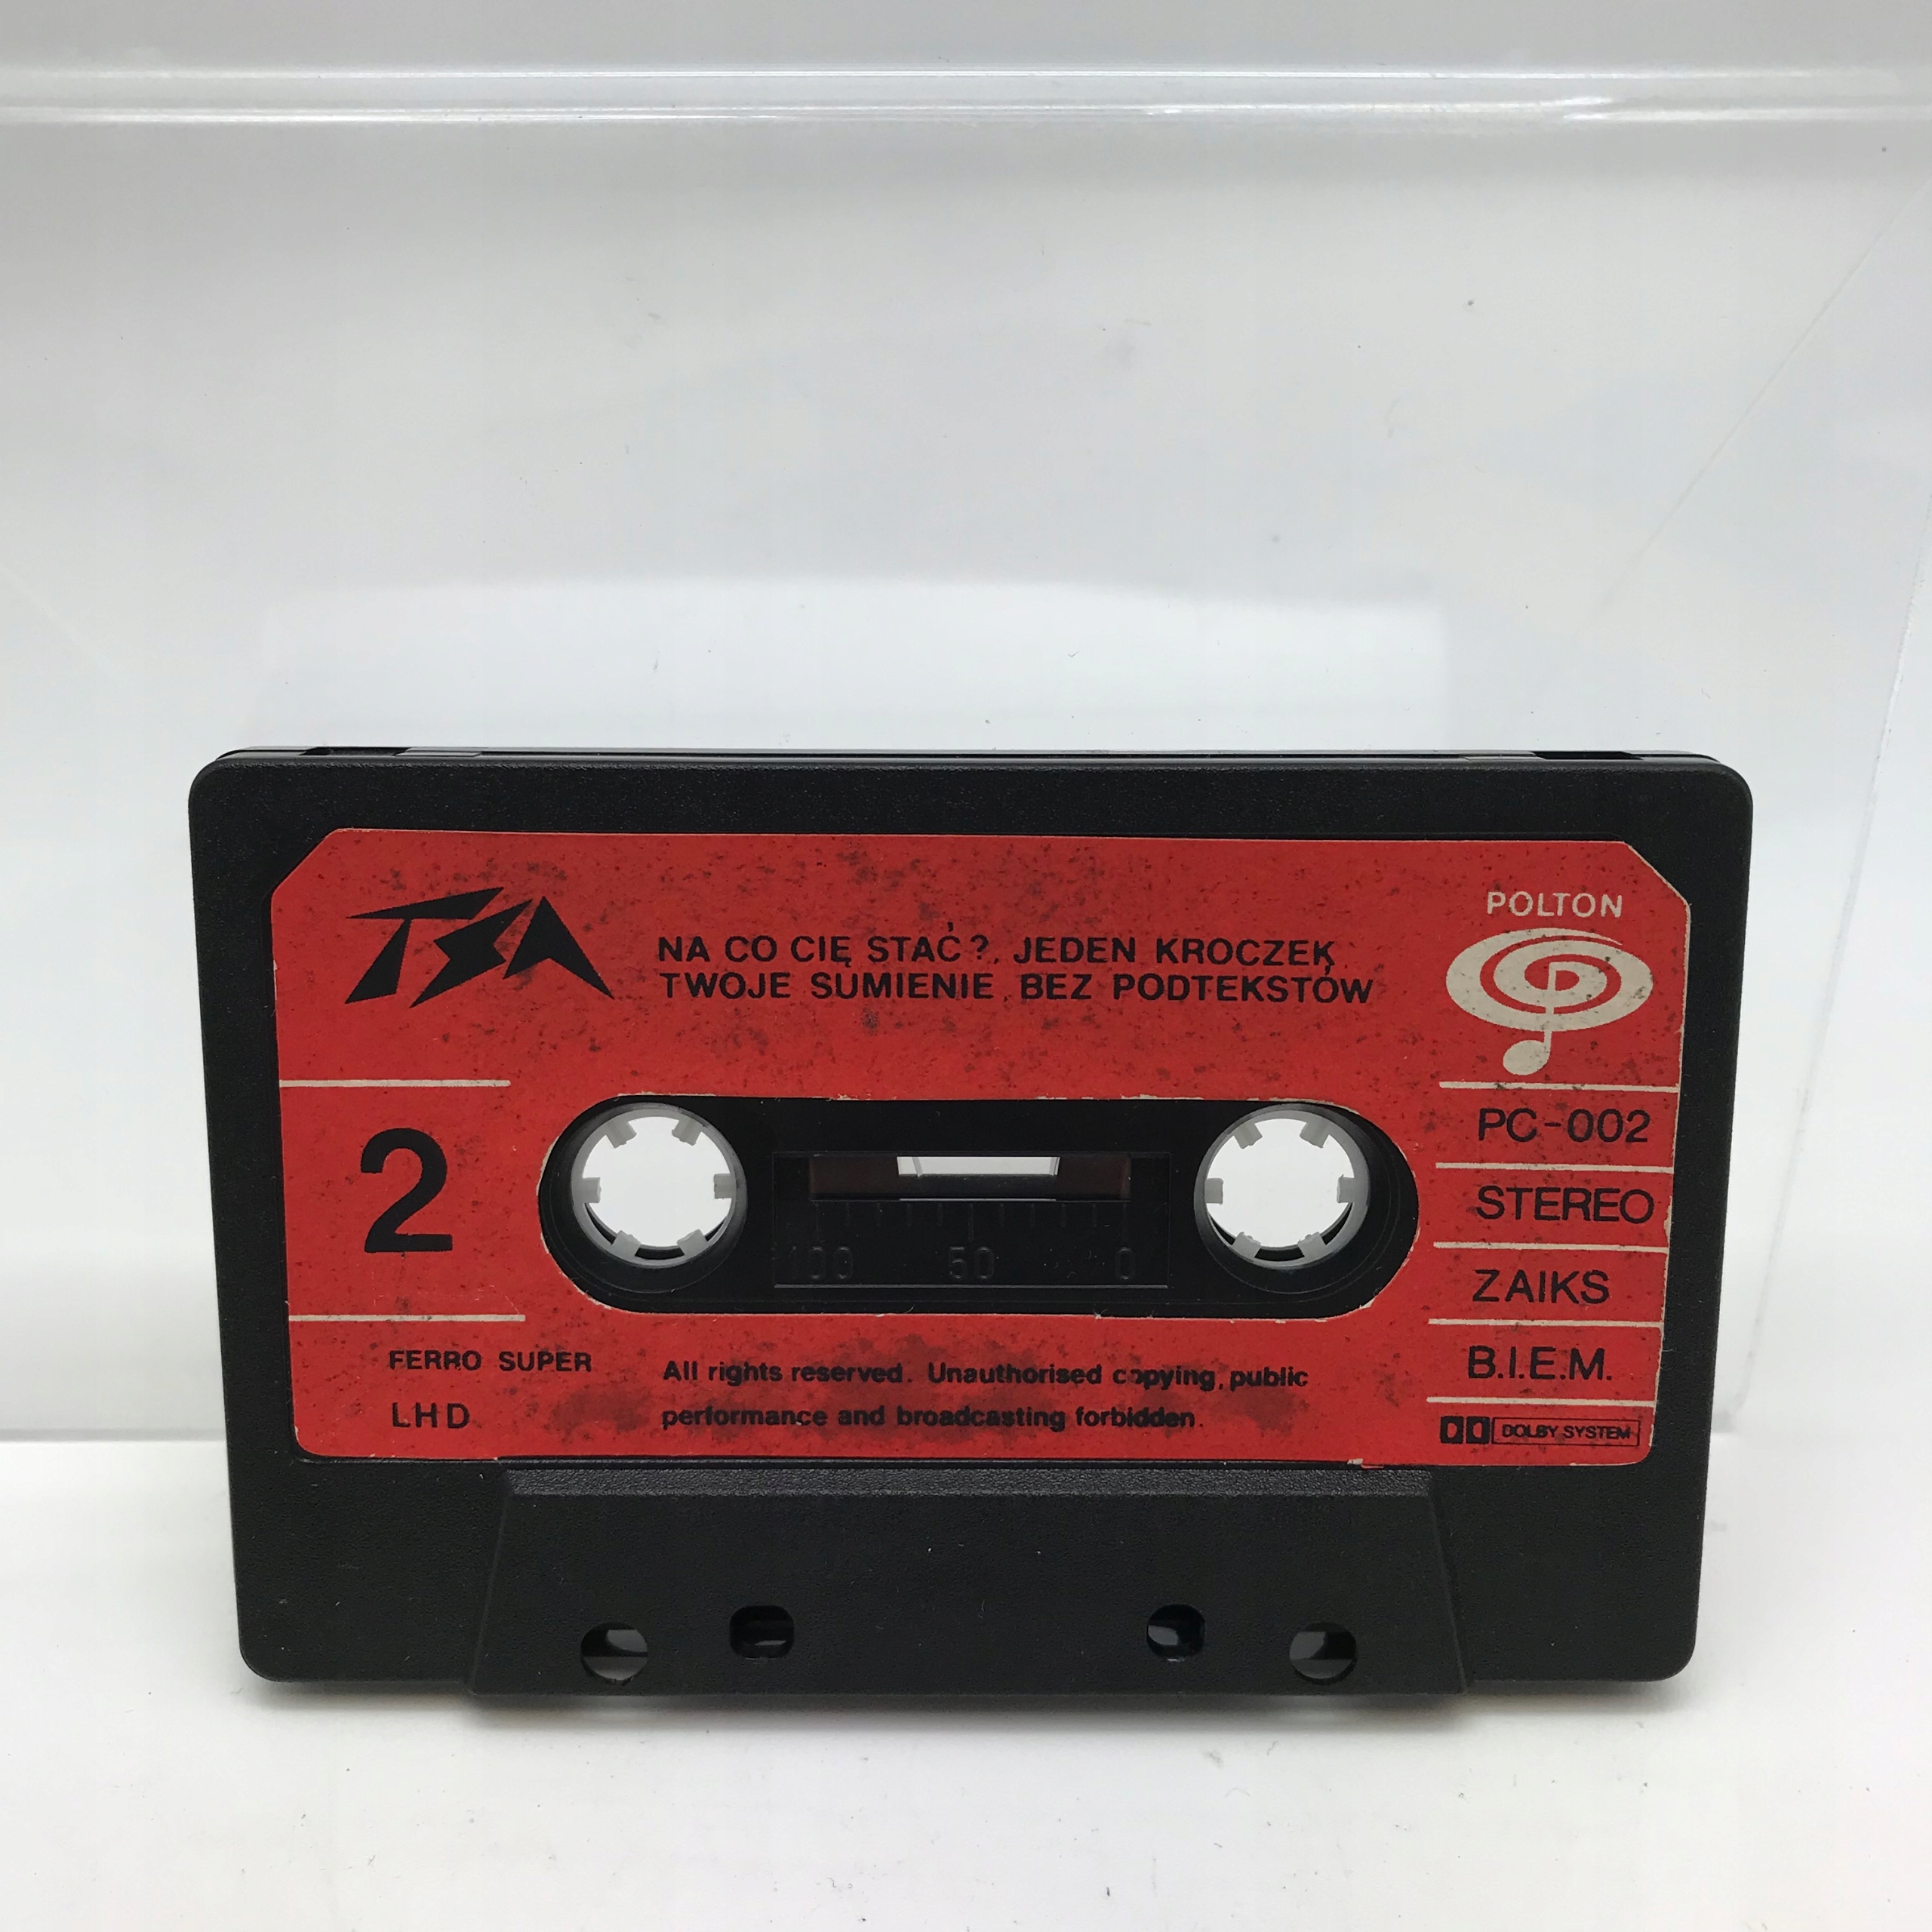 TSA
NA CO CIĘ STAĆ?, JEDEN KROCZEK,
TWOJE SUMIENIE, BEZ PODTEKSTÓW
POLTON
PC-002
STEREO
ZAIKS
B.I.E.M.
DOLBY SYSTEM
2
100 50 0
FERRO SUPER
LHD
All rights reserved. Unauthorised copying, public
performance and broadcasting forbidden.